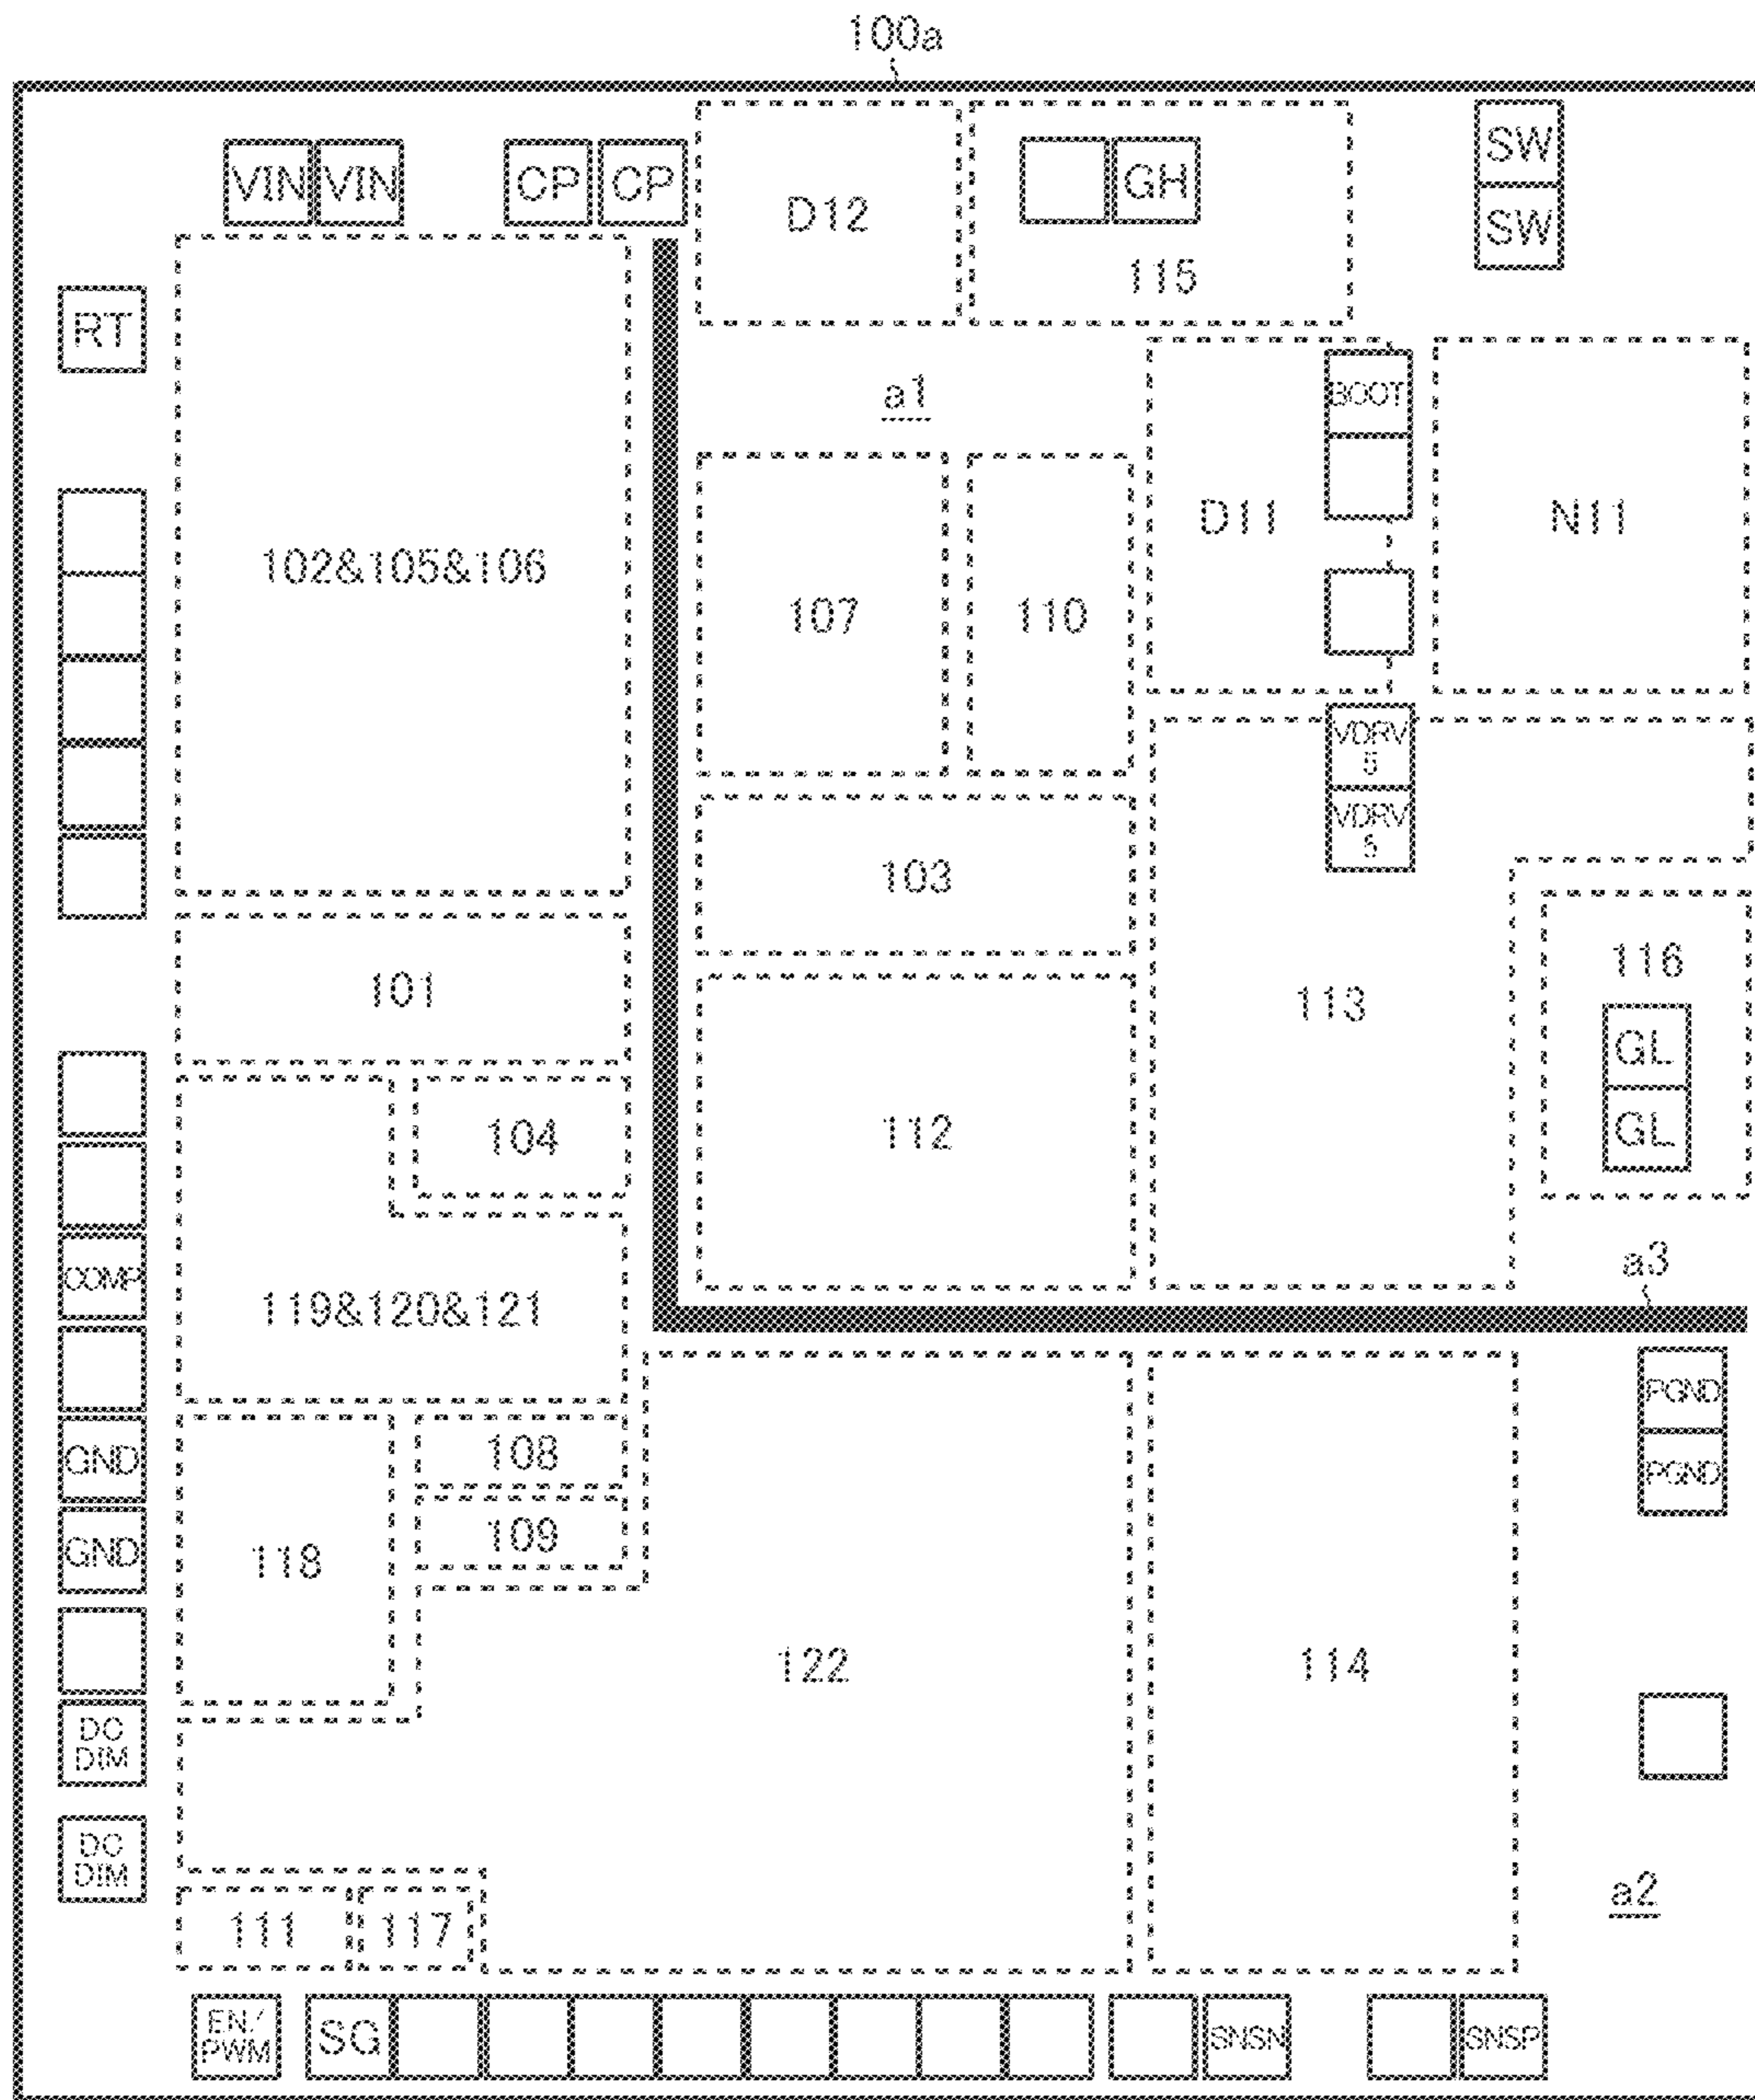 100a
VIN VIN CP CP
D12
GH
115
SW
SW
RT
a1
BOOT
102&105&106
107
110
D11
N11
VDRV
5
VDRV
5
103
101
113
116
GL
GL
104
112
COMP
119&120&121
a3
PGND
PGND
GND
GND
108
109
118
122
114
DC
DIM
DC
DIM
a2
111
117
EN/
PWM
SG
SNSN
SNSP